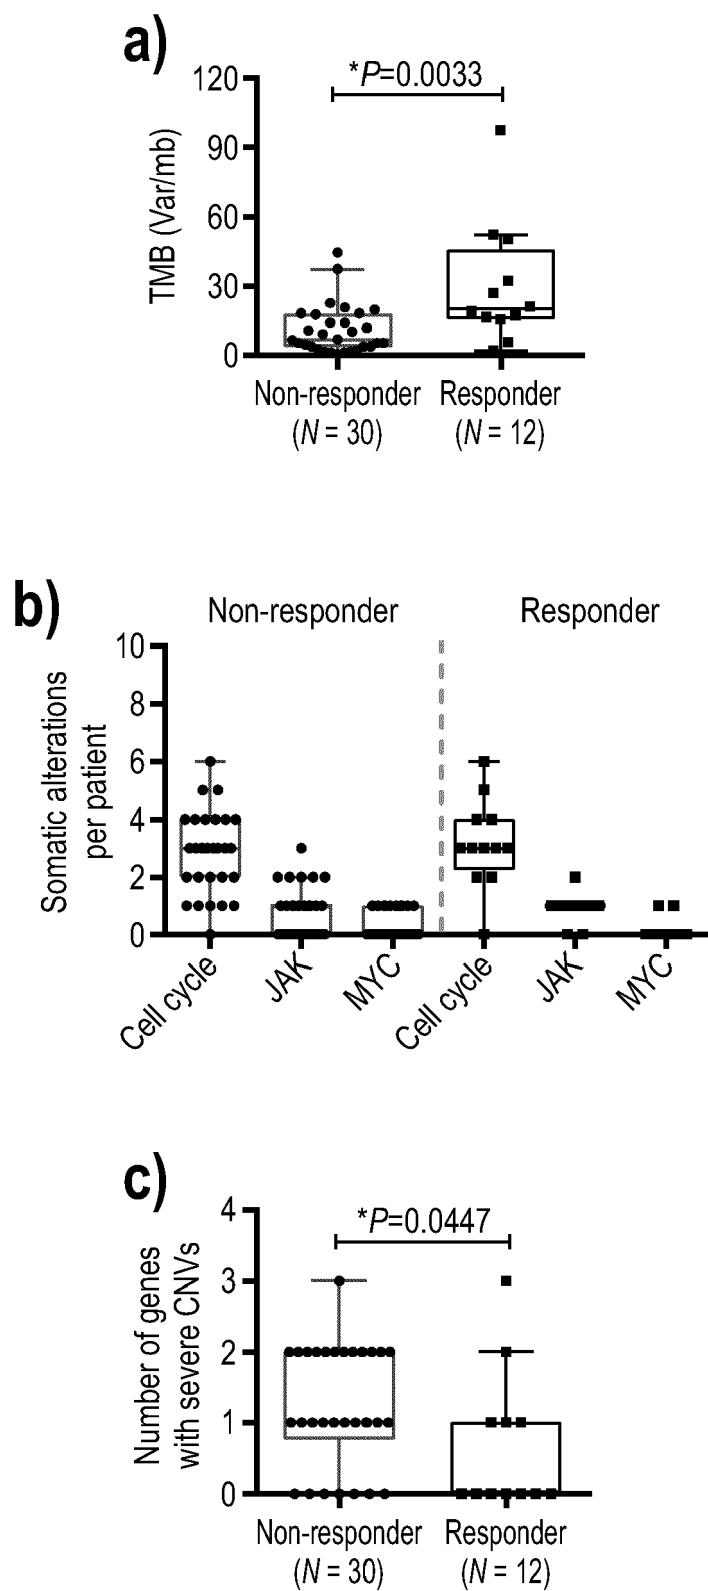 a)
*P=0.0033
120
90
60
30
0
TMB (Var/mb)
Non-responder
(N = 30)
Responder
(N = 12)
b)
Non-responder
Responder
10
8
6
4
2
0
Somatic alterations
per patient
Cell cycle
JAK
MYC
Cell cycle
JAK
MYC
c)
*P=0.0447
4
3
2
1
0
Number of genes
with severe CNVs
Non-responder
(N = 30)
Responder
(N = 12)